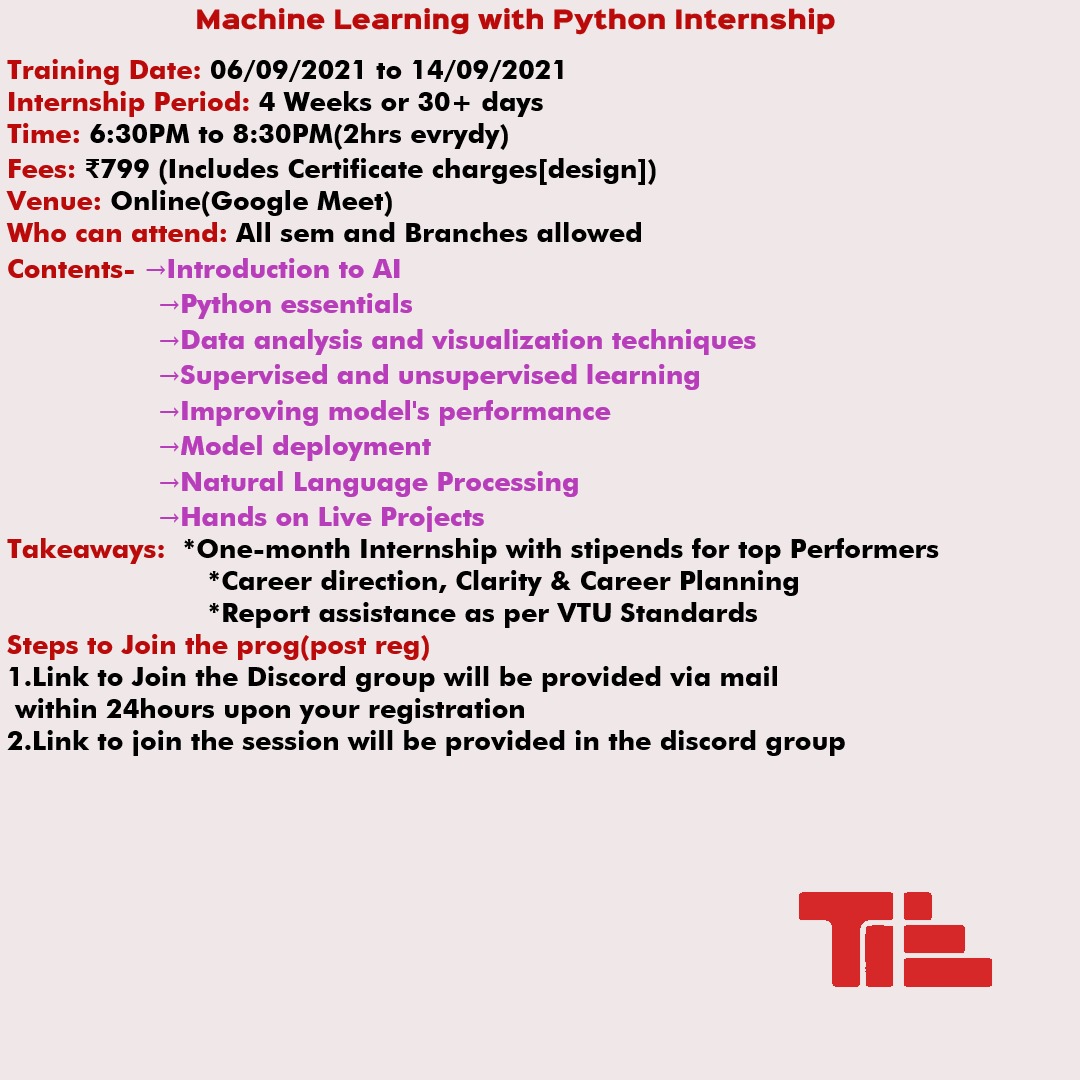 Machine Learning with Python Internship
Training Date: 06/09/2021 to 14/09/2021
Internship Period: 4 Weeks or 30+ days
Time: 6:30PM to 8:30PM(2hrs evrydy)
Fees: ₹799 (Includes Certificate charges[design])
Venue: Online(Google Meet)
Who can attend: All sem and Branches allowed
Contents- →Introduction to AI
→Python essentials
→Data analysis and visualization techniques
→Supervised and unsupervised learning
→Improving model's performance
→Model deployment
→Natural Language Processing
→Hands on Live Projects
Takeaways: *One-month Internship with stipends for top Performers
*Career direction, Clarity & Career Planning
*Report assistance as per VTU Standards
Steps to Join the prog(post reg)
1.Link to Join the Discord group will be provided via mail
within 24hours upon your registration
2.Link to join the session will be provided in the discord group